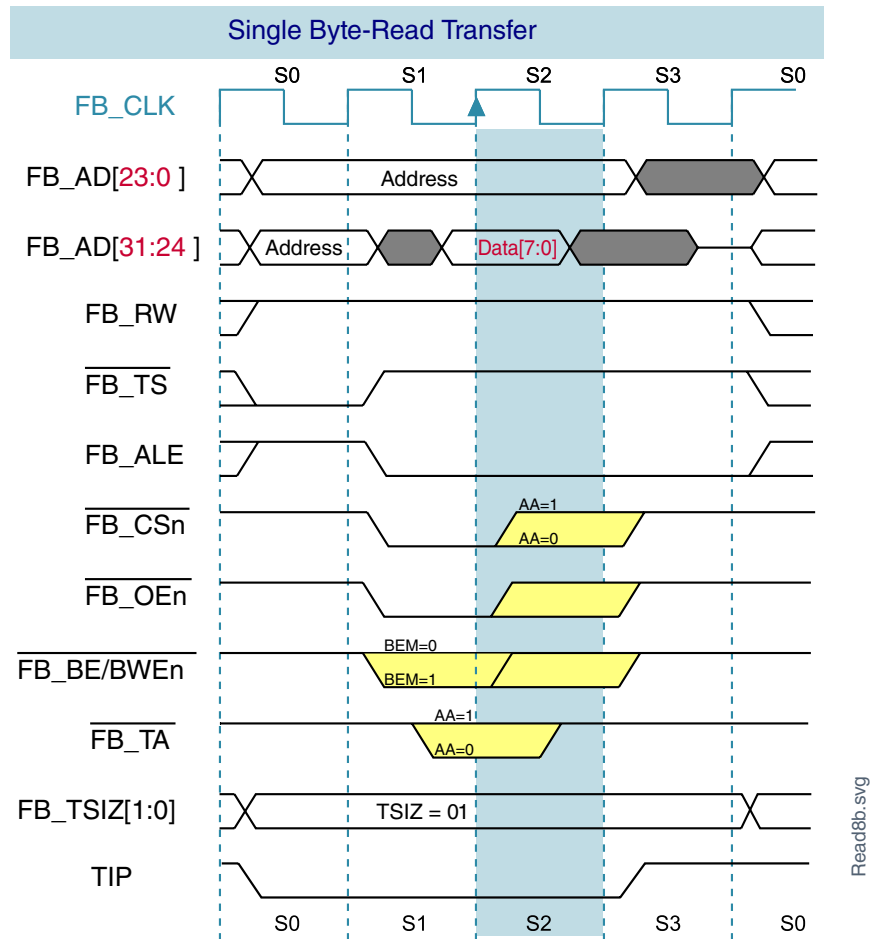 Single Byte-Read Transfer
S0 S1 S2 S3 S0
FB_CLK
FB_AD[23:0 ] Address
FB_AD[31:24 ] Address Data[7:0]
FB_RW
FB_TS
FB_ALE
AA=1
FB_CSn
AA=0
FB_OEn
BEM=0
FB_BE/BWEn
BEM=1
AA=1
FB_TA
AA=0
FB_TSIZ[1:0] TSIZ = 01
TIP
S0 S1 S2 S3 S0
Read8b.svg